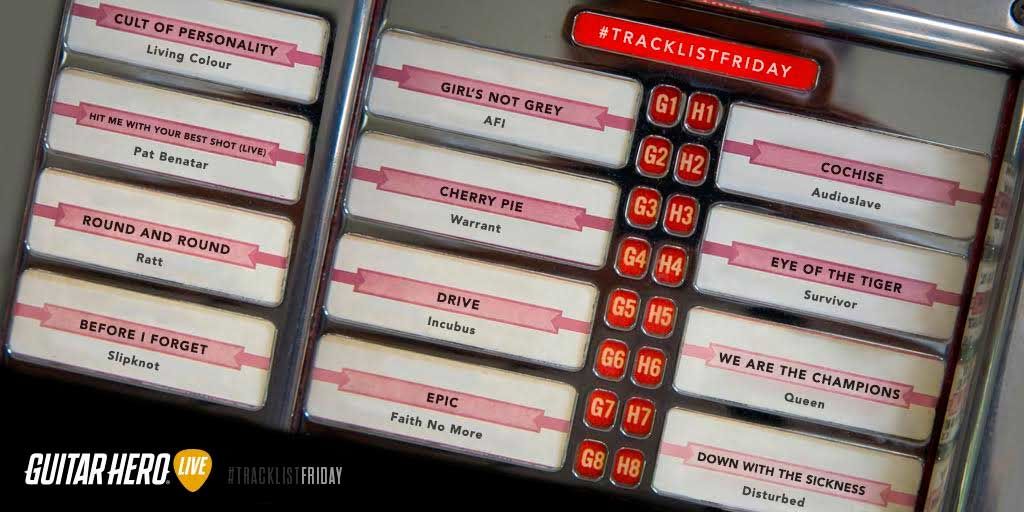 CULT OF PERSONALITY
Living Colour
HIT ME WITH YOUR BEST SHOT (LIVE)
Pat Benatar
ROUND AND ROUND
Ratt
BEFORE I FORGET
Slipknot
#TRACKLISTFRIDAY
GIRL'S NOT GREY
AFI
CHERRY PIE
Warrant
DRIVE
Incubus
EPIC
Faith No More
G1 H1
G2 H2
G3 H3
G4 H4
G5 H5
G6 H6
G7 H7
G8 H8
COCHISE
Audioslave
EYE OF THE TIGER
Survivor
WE ARE THE CHAMPIONS
Queen
DOWN WITH THE SICKNESS
Disturbed
GUITAR HERO LIVE
#TRACKLISTFRIDAY